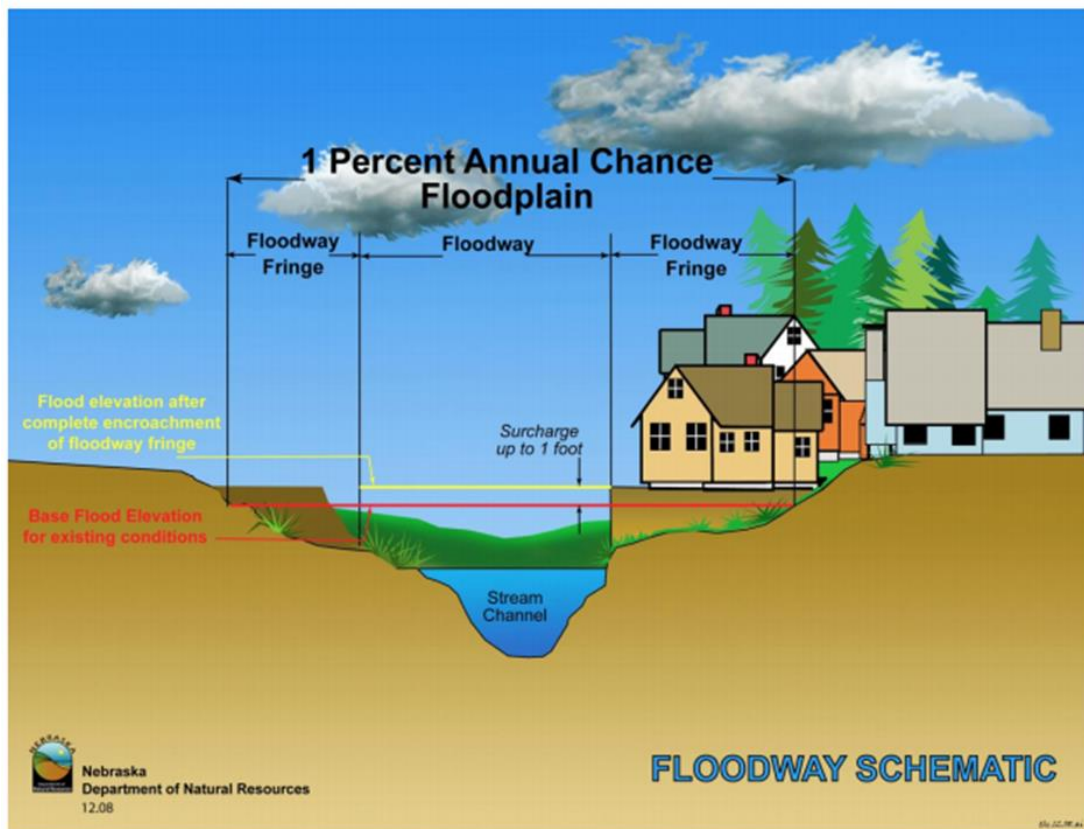 1 Percent Annual Chance
Floodplain
Floodway
Fringe
Floodway
Floodway
Fringe
Flood elevation after
complete encroachment
of floodway fringe
Surcharge
up to 1 foot
Base Flood Elevation
for existing conditions
Stream
Channel
NEBRASKA
Nebraska
Department of Natural Resources
12.08
FLOODWAY SCHEMATIC